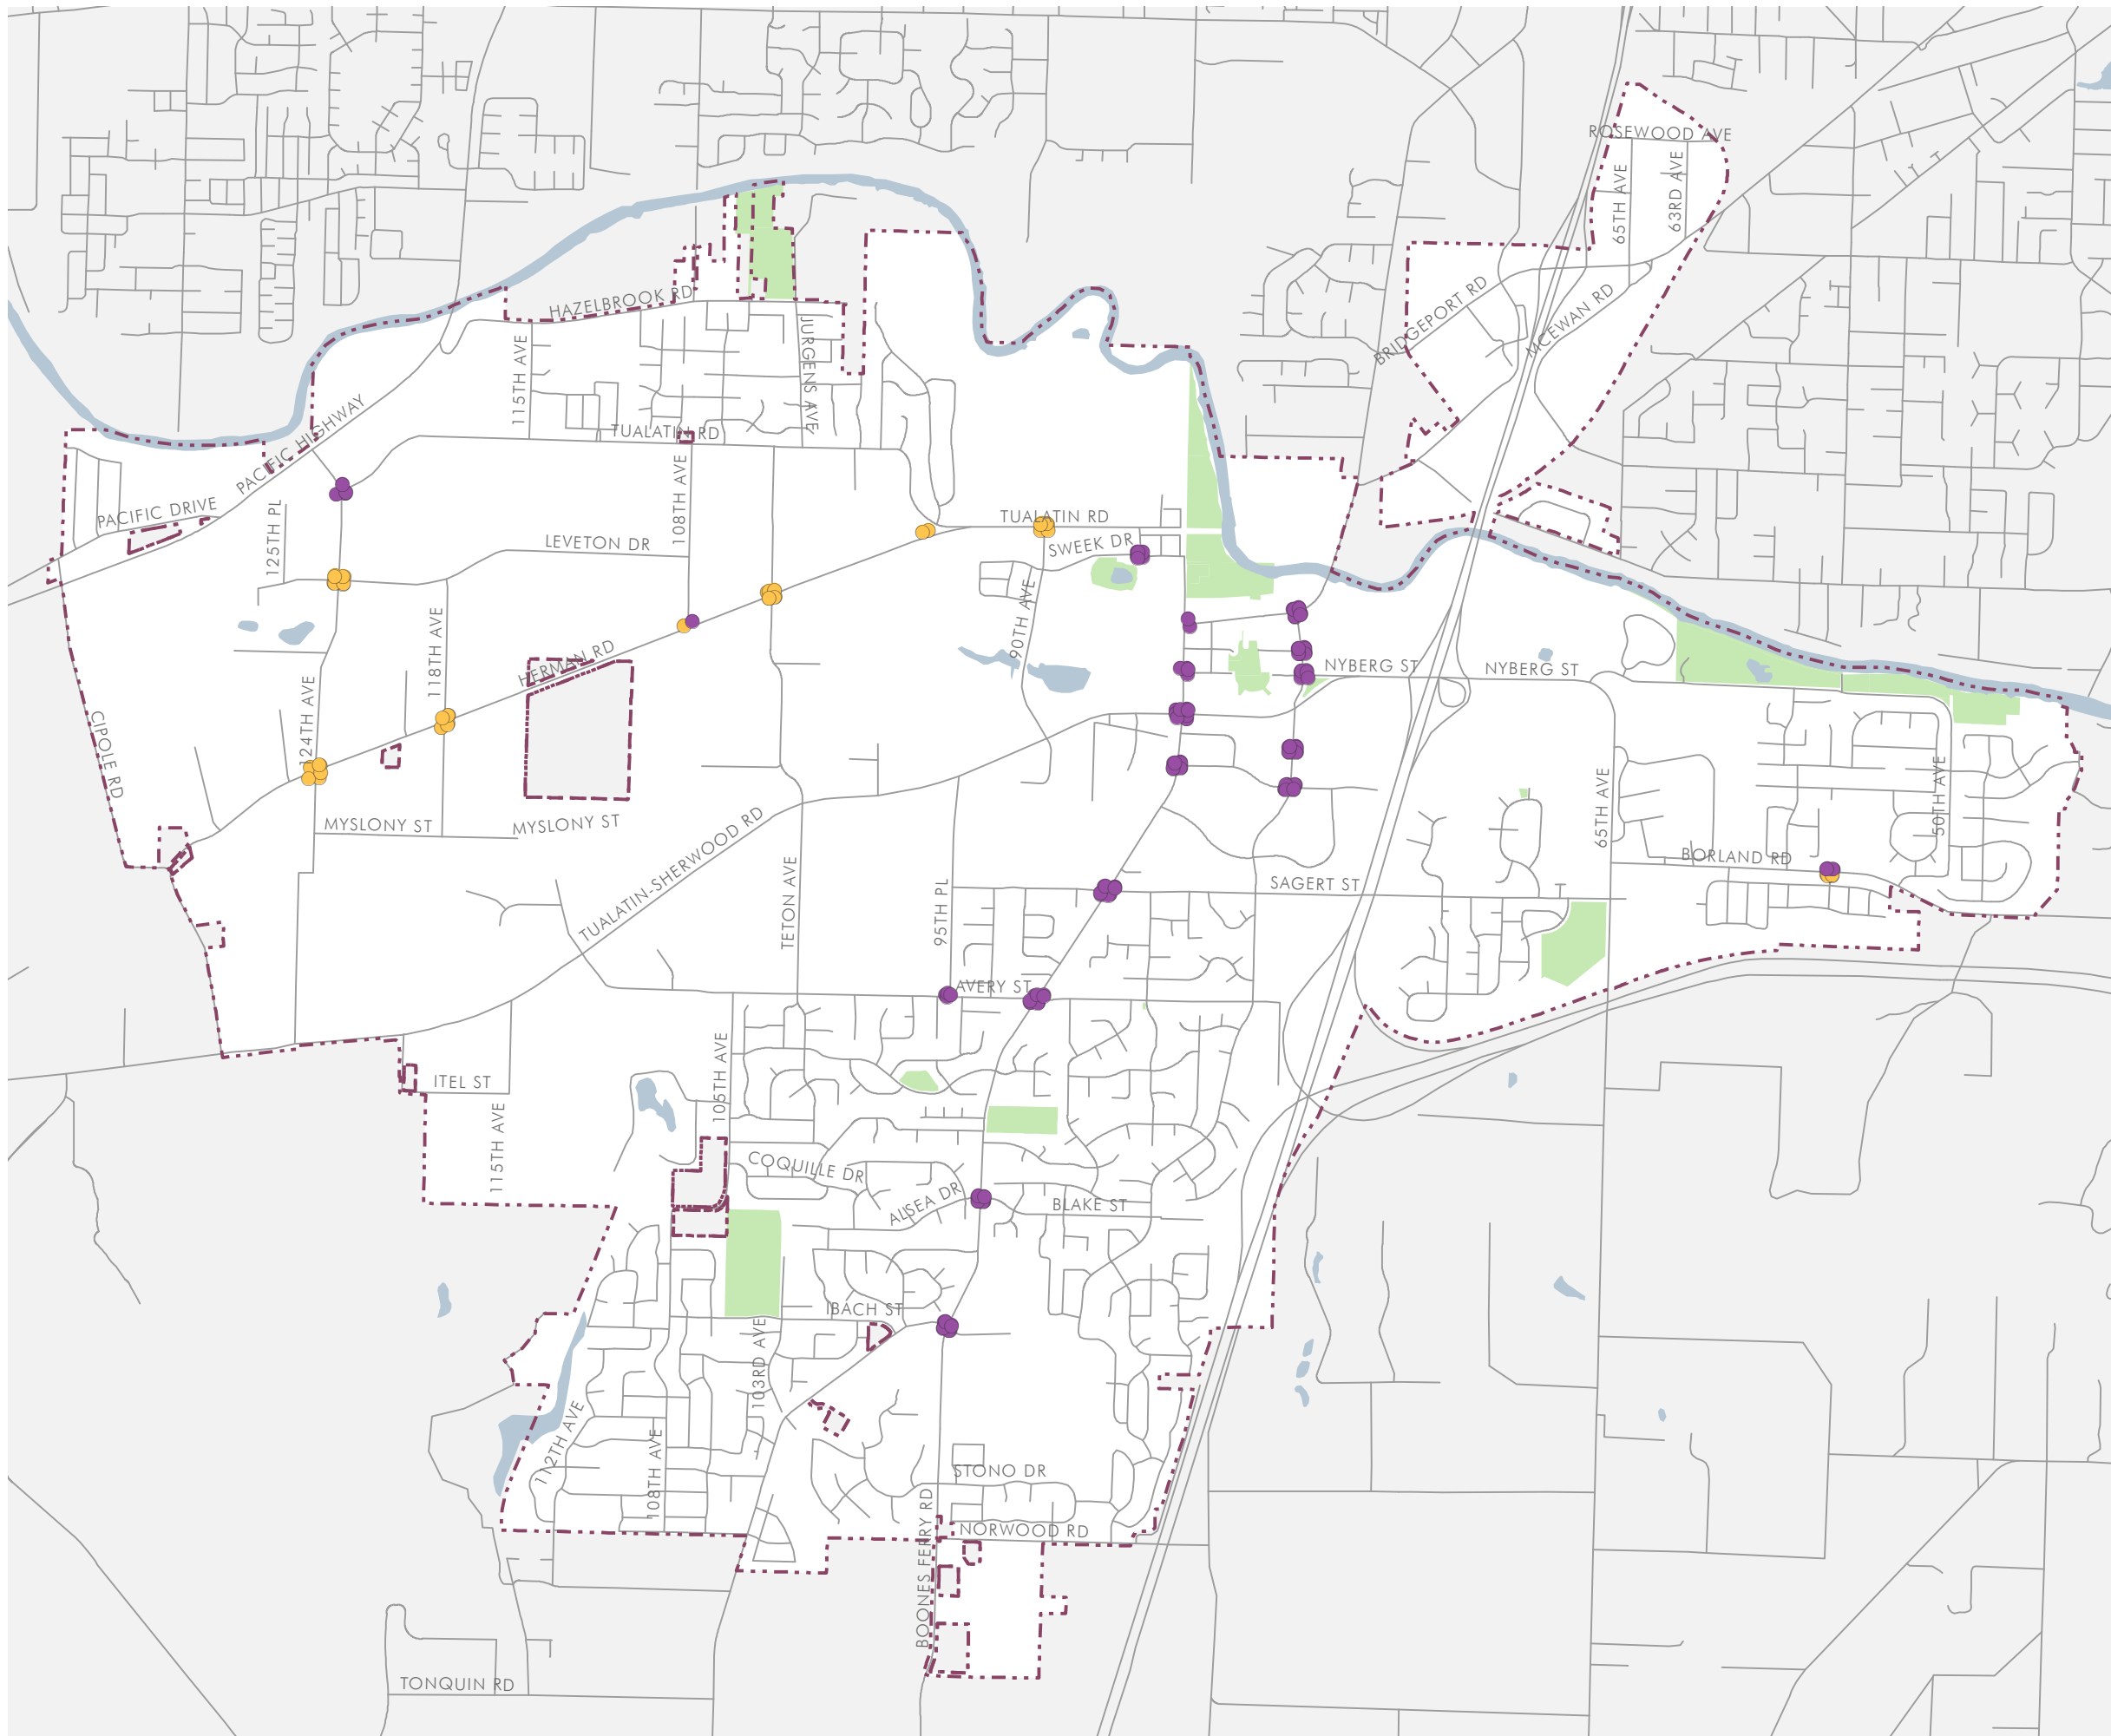 ROSEWOOD AVE
65TH AVE
63RD AVE
HAZELBROOK RD
BRIDGEPORT RD
MCEWAN RD
115TH AVE
JURGENS AVE
PACIFIC HIGHWAY
TUALATIN RD
108TH AVE
PACIFIC DRIVE
125TH PL
TUALATIN RD
LEVETON DR
SWEEK DR
90TH AVE
118TH AVE
HERMAN RD
NYBERG ST
NYBERG ST
124TH AVE
CIPOLE RD
65TH AVE
50TH AVE
MYSLONY ST
MYSLONY ST
TUALATIN-SHERWOOD RD
BORLAND RD
TETON AVE
95TH PL
SAGERT ST
AVERY ST
105TH AVE
ITEL ST
115TH AVE
COQUILLE DR
ALSEA DR
BLAKE ST
IBACH ST
103RD AVE
112TH AVE
108TH AVE
STONO DR
BOONES FERRY RD
NORWOOD RD
TONQUIN RD